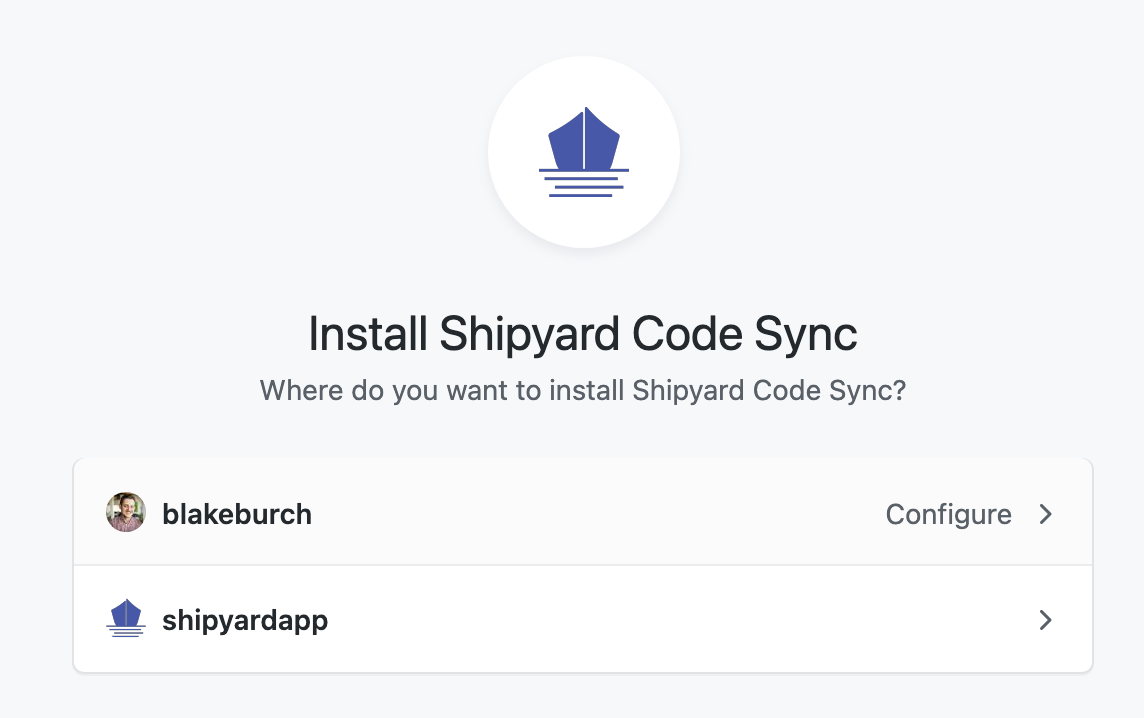 Install Shipyard Code Sync
Where do you want to install Shipyard Code Sync?
blakeburch Configure
shipyardapp